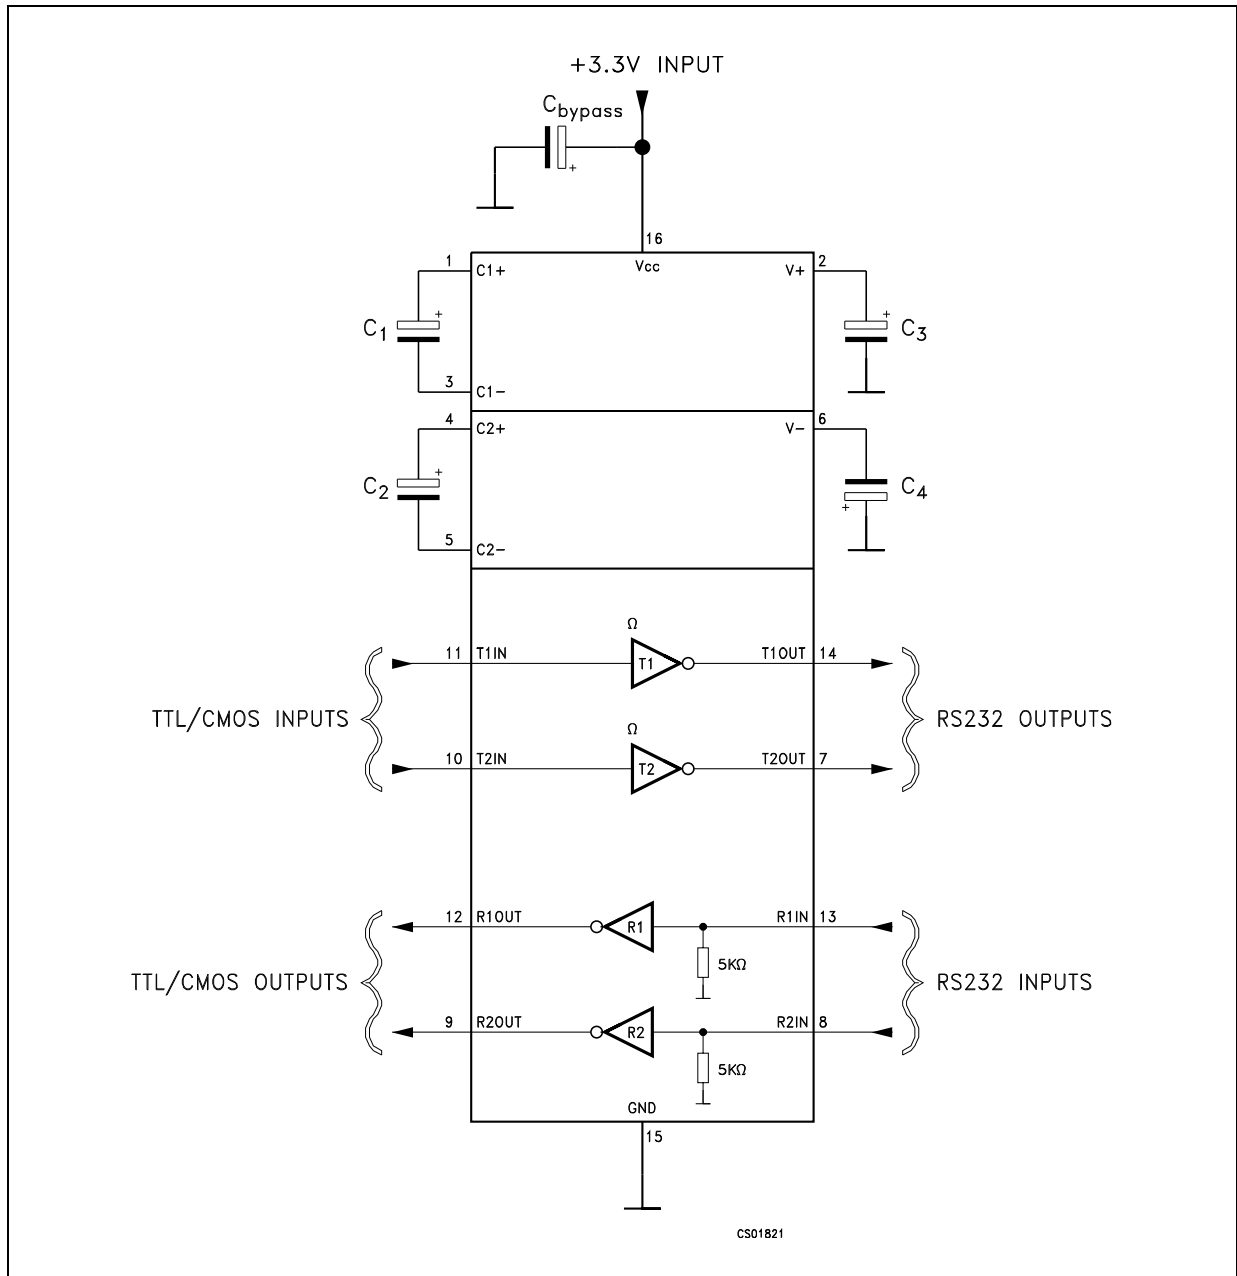 +3.3V INPUT
Cbypass
+
16
1 C1+ Vcc V+ 2
+ +
C1 C3
3 C1-
4 C2+ V- 6
+
C2 C4
+
5 C2-
Ω
11 T1IN T1 T1OUT 14
TTL/CMOS INPUTS RS232 OUTPUTS
Ω
10 T2IN T2 T2OUT 7
12 R1OUT R1 R1IN 13
5KΩ
TTL/CMOS OUTPUTS RS232 INPUTS
9 R2OUT R2 R2IN 8
5KΩ
GND
15
CS01821